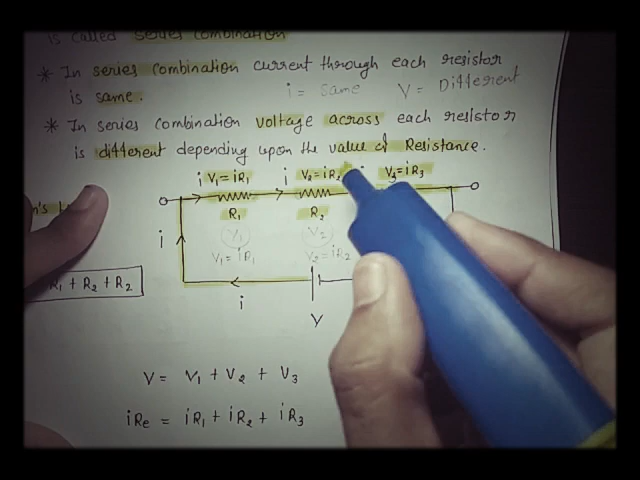 is called series combination
* In series combination current through each resistor
is same. i = same V = Different
* In series combination voltage across each resistor
is different depending upon the value of Resistance.
i V₁=iR₁ i V₂=iR₂ V₃=iR₃
R₁ R₂
i V₁ V₂
V₁=iR₁ V₂=iR₂
R₁ + R₂ + R₂
i
V
V = V₁ + V₂ + V₃
iRe = iR₁ + iR₂ + iR₃